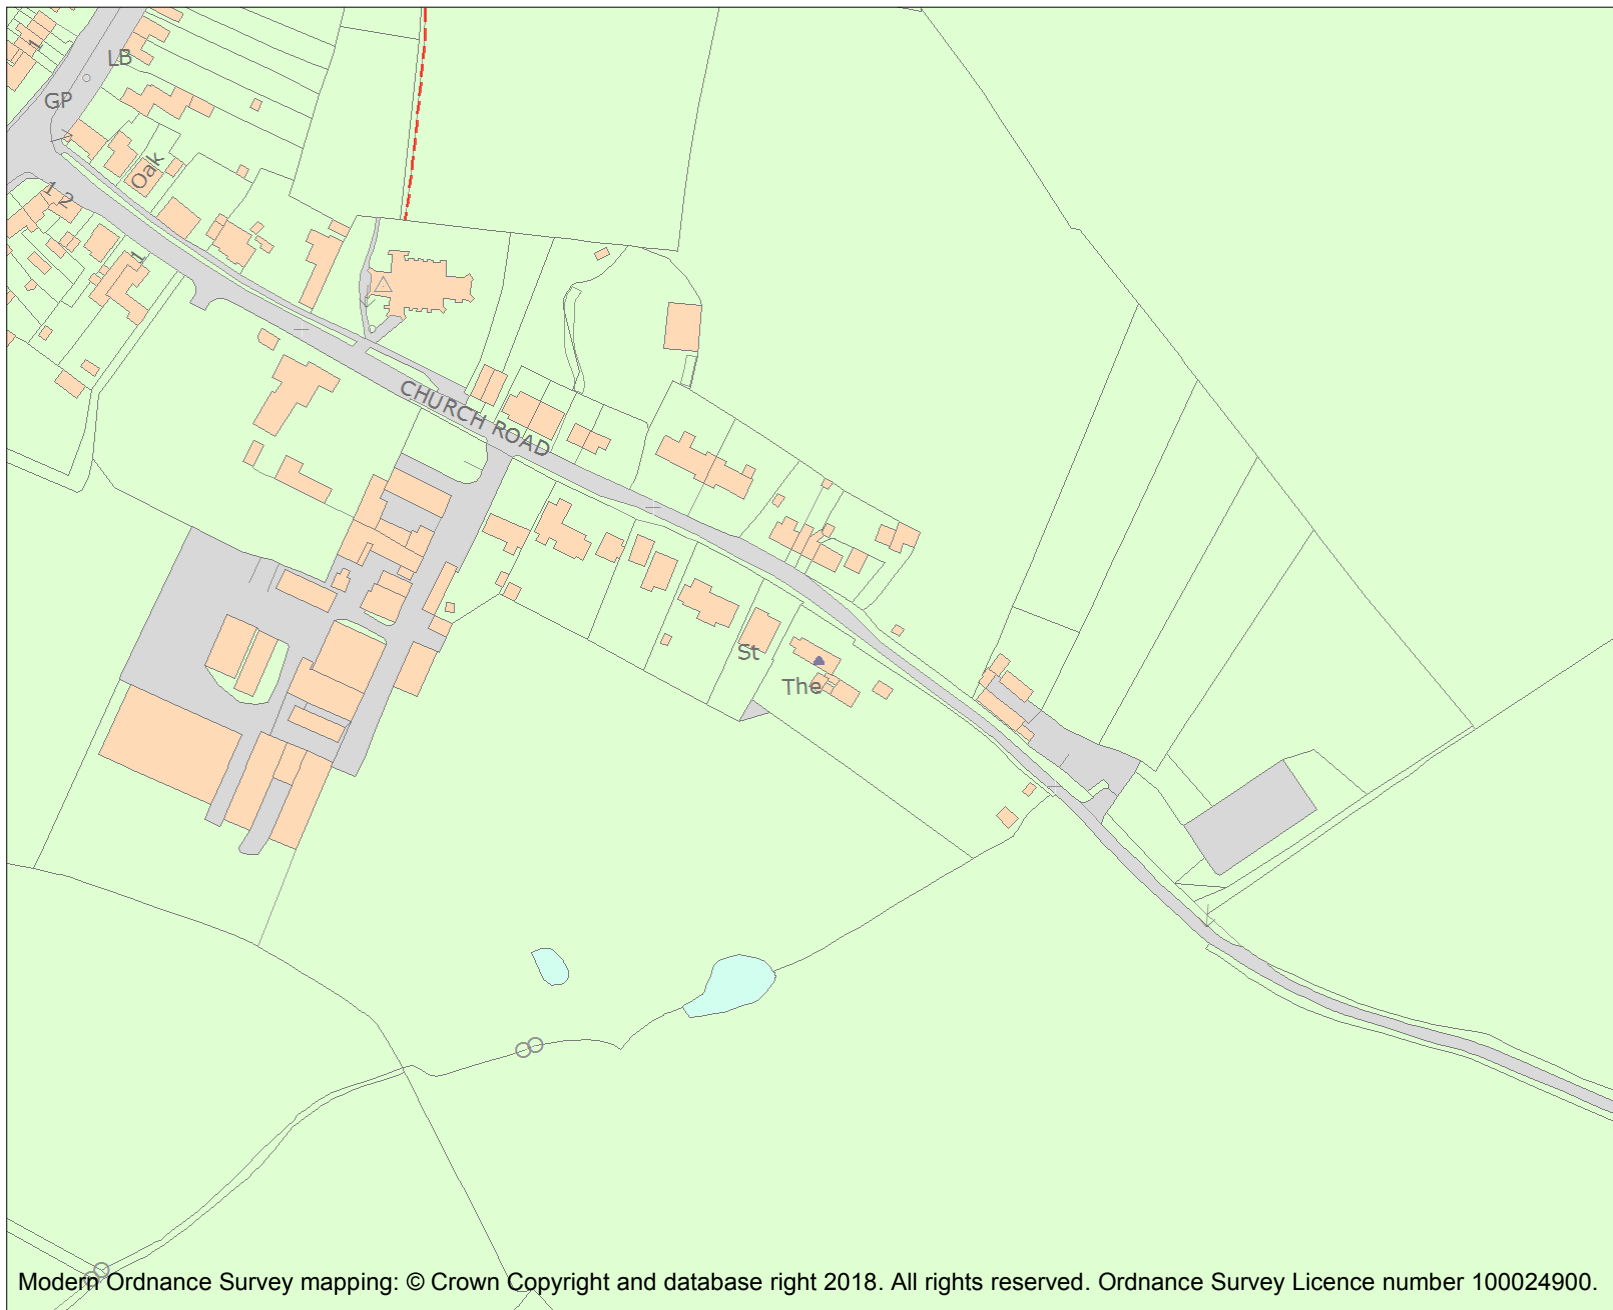 1
LB
GP
Oak
1
2
1
CHURCH ROAD
St
The
Modern Ordnance Survey mapping: © Crown Copyright and database right 2018. All rights reserved. Ordnance Survey Licence number 100024900.